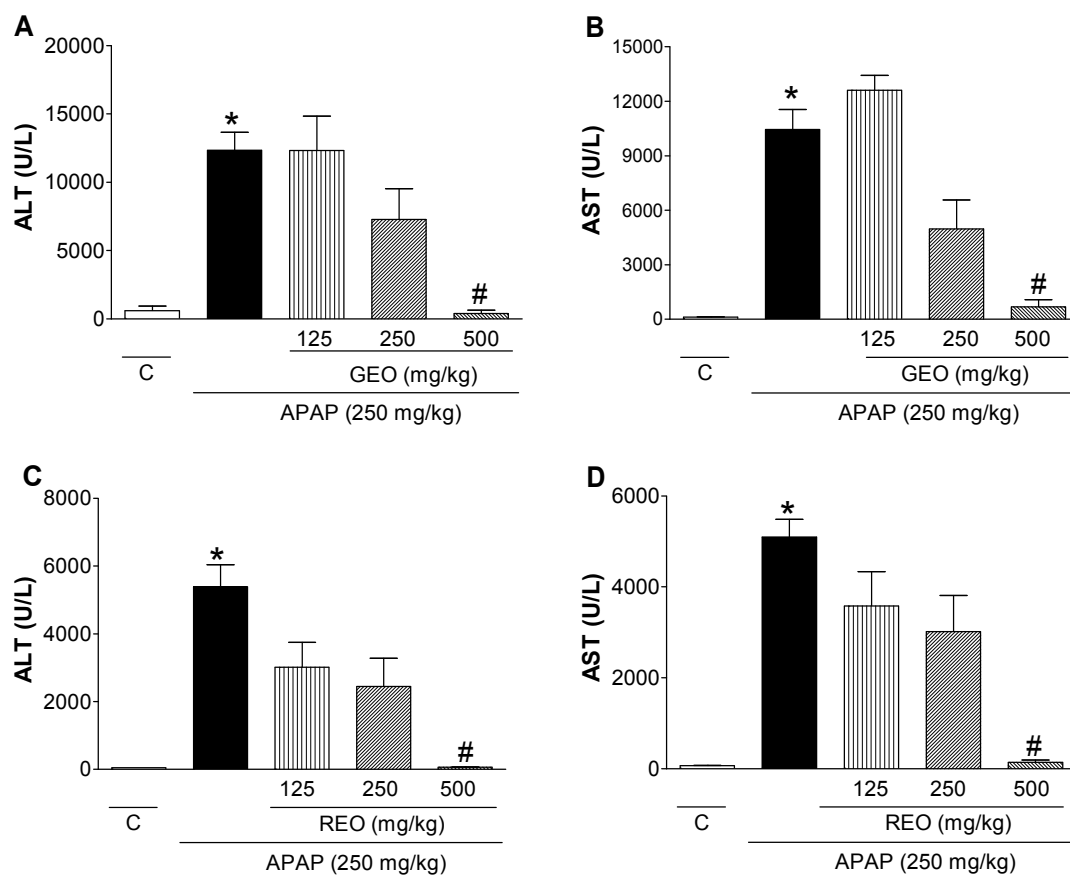 A
ALT (U/L)
20000
15000
10000
5000
0
*
#
125 250 500
C
GEO (mg/kg)
APAP (250 mg/kg)
B
AST (U/L)
15000
12000
9000
6000
3000
0
*
#
125 250 500
C
GEO (mg/kg)
APAP (250 mg/kg)
C
ALT (U/L)
8000
6000
4000
2000
0
*
#
125 250 500
C
REO (mg/kg)
APAP (250 mg/kg)
D
AST (U/L)
6000
4000
2000
0
*
#
125 250 500
C
REO (mg/kg)
APAP (250 mg/kg)